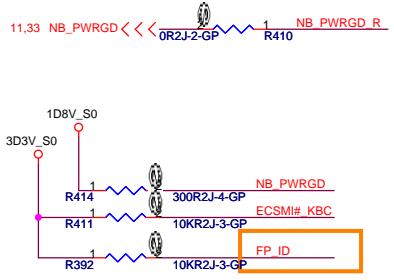 11,33 NB_PWRGD 2 1 NB_PWRGD_R
0R2J-2-GP R410
1D8V_S0
3D3V_S0
1 NB_PWRGD
R414 300R2J-4-GP
1 ECSMI#_KBC
R411 10KR2J-3-GP
1 FP_ID
R392 10KR2J-3-GP